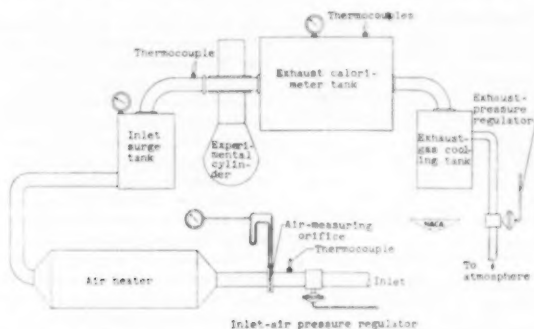 Thermocouples
Thermocouple
Exhaust calori-
meter tank
Exhaust-
pressure
regulator
Inlet
surge
tank
Experi-
mental
cylin-
der
Exhaust-
gas cool-
ing tank
NACA
Air-measuring
orifice
Thermocouple
To
atmosphere
Air heater
Inlet
Inlet-air pressure regulator